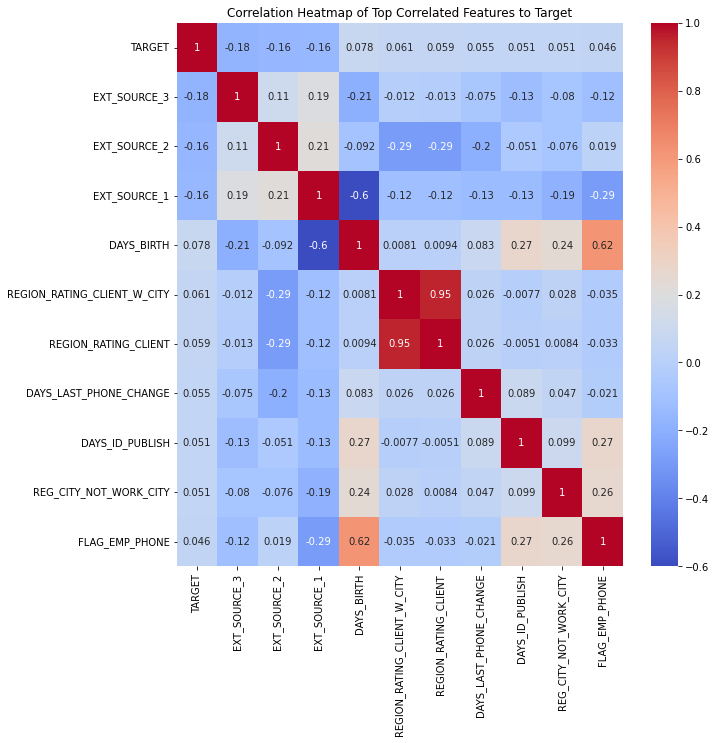 Correlation Heatmap of Top Correlated Features to Target
TARGET 1 -0.18 -0.16 -0.16 0.078 0.061 0.059 0.055 0.051 0.051 0.046
EXT_SOURCE_3 -0.18 1 0.11 0.19 -0.21 -0.012 -0.013 -0.075 -0.13 -0.08 -0.12
EXT_SOURCE_2 -0.16 0.11 1 0.21 -0.092 -0.29 -0.29 -0.2 -0.051 -0.076 0.019
EXT_SOURCE_1 -0.16 0.19 0.21 1 -0.6 -0.12 -0.12 -0.13 -0.13 -0.19 -0.29
DAYS_BIRTH 0.078 -0.21 -0.092 -0.6 1 0.0081 0.0094 0.083 0.27 0.24 0.62
REGION_RATING_CLIENT_W_CITY 0.061 -0.012 -0.29 -0.12 0.0081 1 0.95 0.026 -0.0077 0.028 -0.035
REGION_RATING_CLIENT 0.059 -0.013 -0.29 -0.12 0.0094 0.95 1 0.026 -0.0051 0.0084 -0.033
DAYS_LAST_PHONE_CHANGE 0.055 -0.075 -0.2 -0.13 0.083 0.026 0.026 1 0.089 0.047 -0.021
DAYS_ID_PUBLISH 0.051 -0.13 -0.051 -0.13 0.27 -0.0077 -0.0051 0.089 1 0.099 0.27
REG_CITY_NOT_WORK_CITY 0.051 -0.08 -0.076 -0.19 0.24 0.028 0.0084 0.047 0.099 1 0.26
FLAG_EMP_PHONE 0.046 -0.12 0.019 -0.29 0.62 -0.035 -0.033 -0.021 0.27 0.26 1
TARGET
EXT_SOURCE_3
EXT_SOURCE_2
EXT_SOURCE_1
DAYS_BIRTH
REGION_RATING_CLIENT_W_CITY
REGION_RATING_CLIENT
DAYS_LAST_PHONE_CHANGE
DAYS_ID_PUBLISH
REG_CITY_NOT_WORK_CITY
FLAG_EMP_PHONE
1.0
0.8
0.6
0.4
0.2
0.0
−0.2
−0.4
−0.6